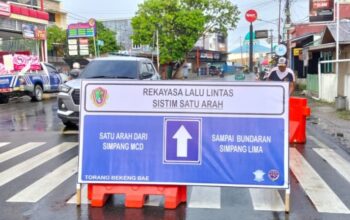 REKAYASA LALU LINTAS
SISTIM SATU ARAH
SATU ARAH DARI
SIMPANG MCD
SAMPAI BUNDARAN
SIMPANG LIMA
TORANG BEKENG BAE